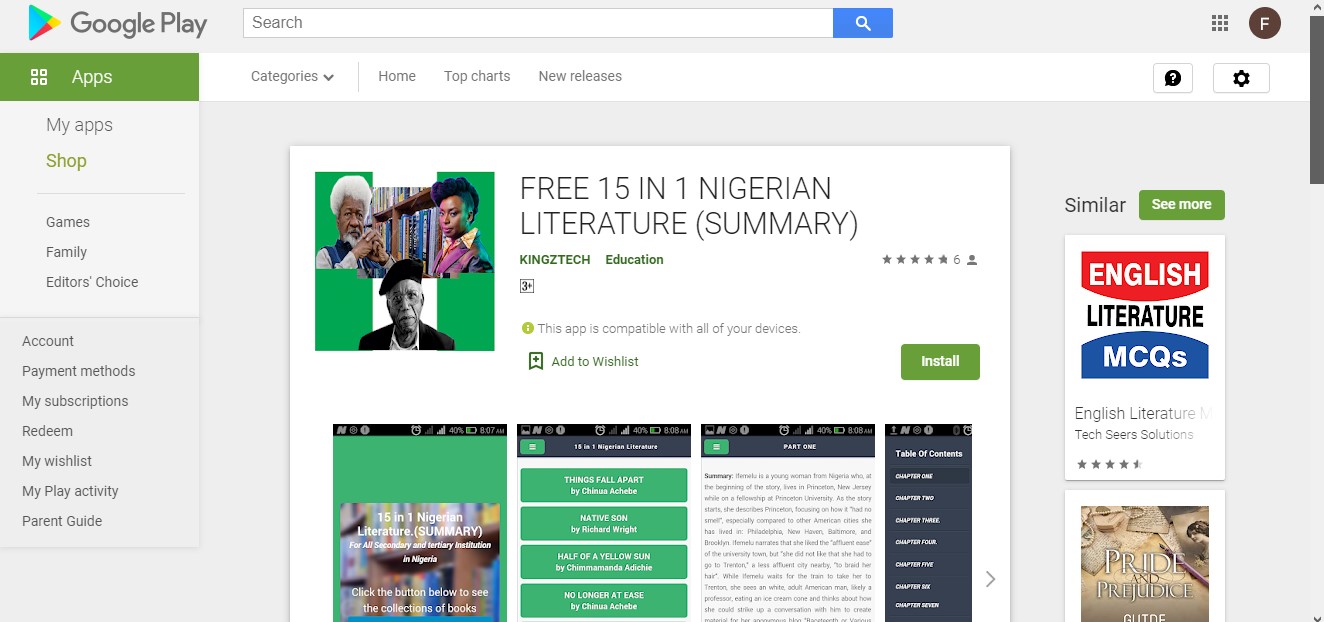 Google Play
Search
F
Apps
Categories
Home
Top charts
New releases
My apps
Shop
Games
Family
Editors' Choice
Account
Payment methods
My subscriptions
Redeem
My wishlist
My Play activity
Parent Guide
FREE 15 IN 1 NIGERIAN
LITERATURE (SUMMARY)
KINGZTECH Education
6
3+
This app is compatible with all of your devices.
Add to Wishlist
Install
40% 8:07 AM
15 in 1 Nigerian
Literature.(SUMMARY)
For All Secondary and tertiary Institution
in Nigeria
Click the button below to see
the collections of books
40% 8:08 AM
15 in 1 Nigerian Literature
THINGS FALL APART
by Chinua Achebe
NATIVE SON
by Richard Wright
HALF OF A YELLOW SUN
by Chimmamanda Adichie
NO LONGER AT EASE
by Chinua Achebe
40% 8:08 AM
PART ONE
Summary: Ifemelu is a young woman from Nigeria who, at
the beginning of the story, lives in Princeton, New Jersey
while on a fellowship at Princeton University. As the story
starts, she describes Princeton, focusing on how it "had no
smell", especially compared to other American cities she
has lived in: Philadelphia, New Haven, Baltimore, and
Brooklyn. Ifemelu narrates that she liked the "affluent ease"
of the university town, but "she did not like that she had to
go to Trenton," a less affluent city nearby, "to braid her
hair". While Ifemelu waits for the train to take her to
Trenton, she sees an white, adult American man, likely a
professor, eating an ice cream cone and thinks about how
she could strike up a conversation with him to create
material for her anonymous blog "Raceteenth or Various
Table Of Contents
CHAPTER ONE
CHAPTER TWO
CHAPTER THREE.
CHAPTER FOUR.
CHAPTER FIVE
CHAPTER SIX
CHAPTER SEVEN
Similar
See more
ENGLISH
LITERATURE
MCQs
English Literature M
Tech Seers Solutions
PRIDE
AND
PREJUDICE
GUIDE